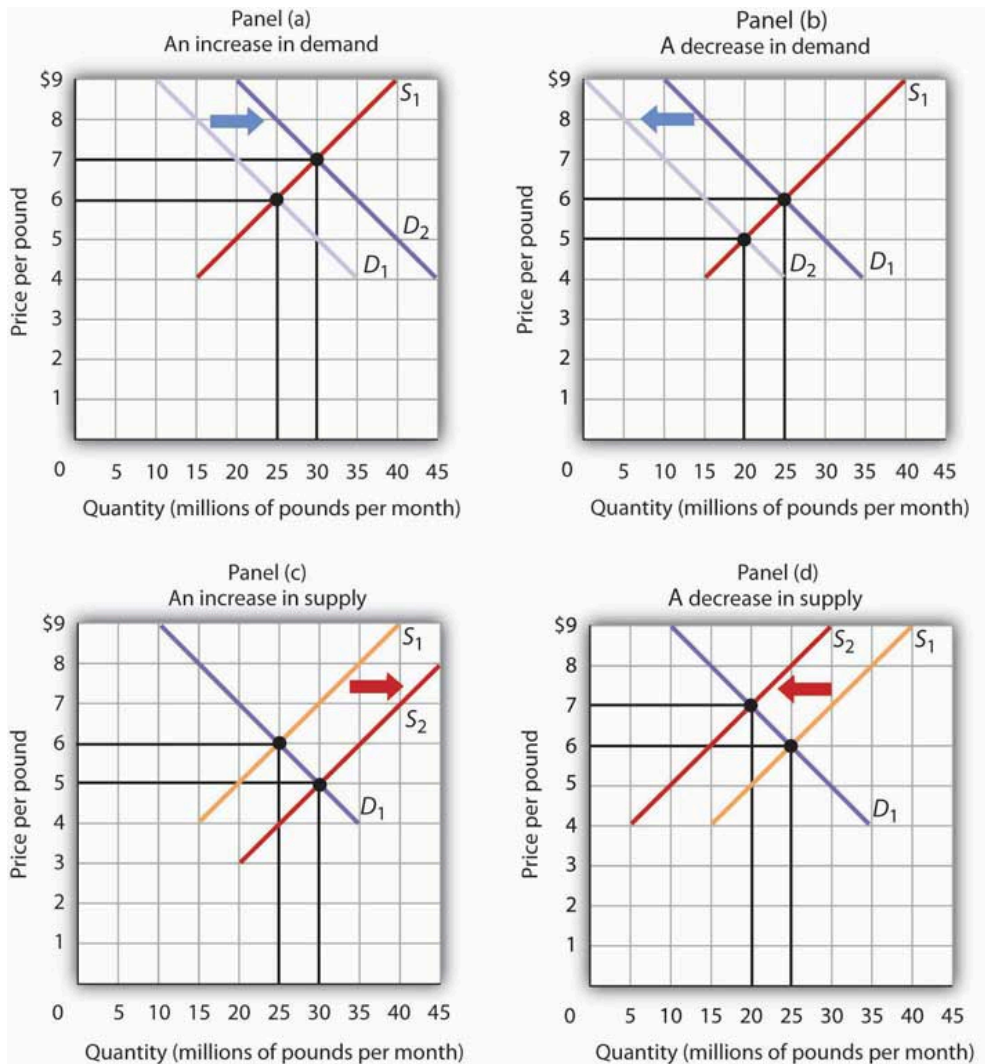 Panel (a)
An increase in demand
$9
8
7
6
5
4
3
2
1
0
5 10 15 20 25 30 35 40 45
S1
D2
D1
Price per pound
Quantity (millions of pounds per month)
Panel (b)
A decrease in demand
$9
8
7
6
5
4
3
2
1
0
5 10 15 20 25 30 35 40 45
S1
D2
D1
Price per pound
Quantity (millions of pounds per month)
Panel (c)
An increase in supply
$9
8
7
6
5
4
3
2
1
0
5 10 15 20 25 30 35 40 45
S1
S2
D1
Price per pound
Quantity (millions of pounds per month)
Panel (d)
A decrease in supply
$9
8
7
6
5
4
3
2
1
0
5 10 15 20 25 30 35 40 45
S2
S1
D1
Price per pound
Quantity (millions of pounds per month)